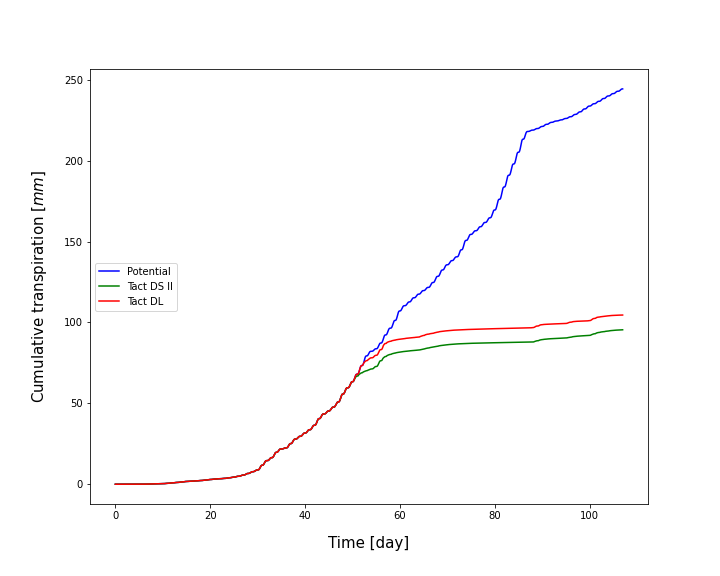 250
200
150
100
50
0
Cumulative transpiration [mm]
Potential
Tact DS II
Tact DL
0 20 40 60 80 100
Time [day]